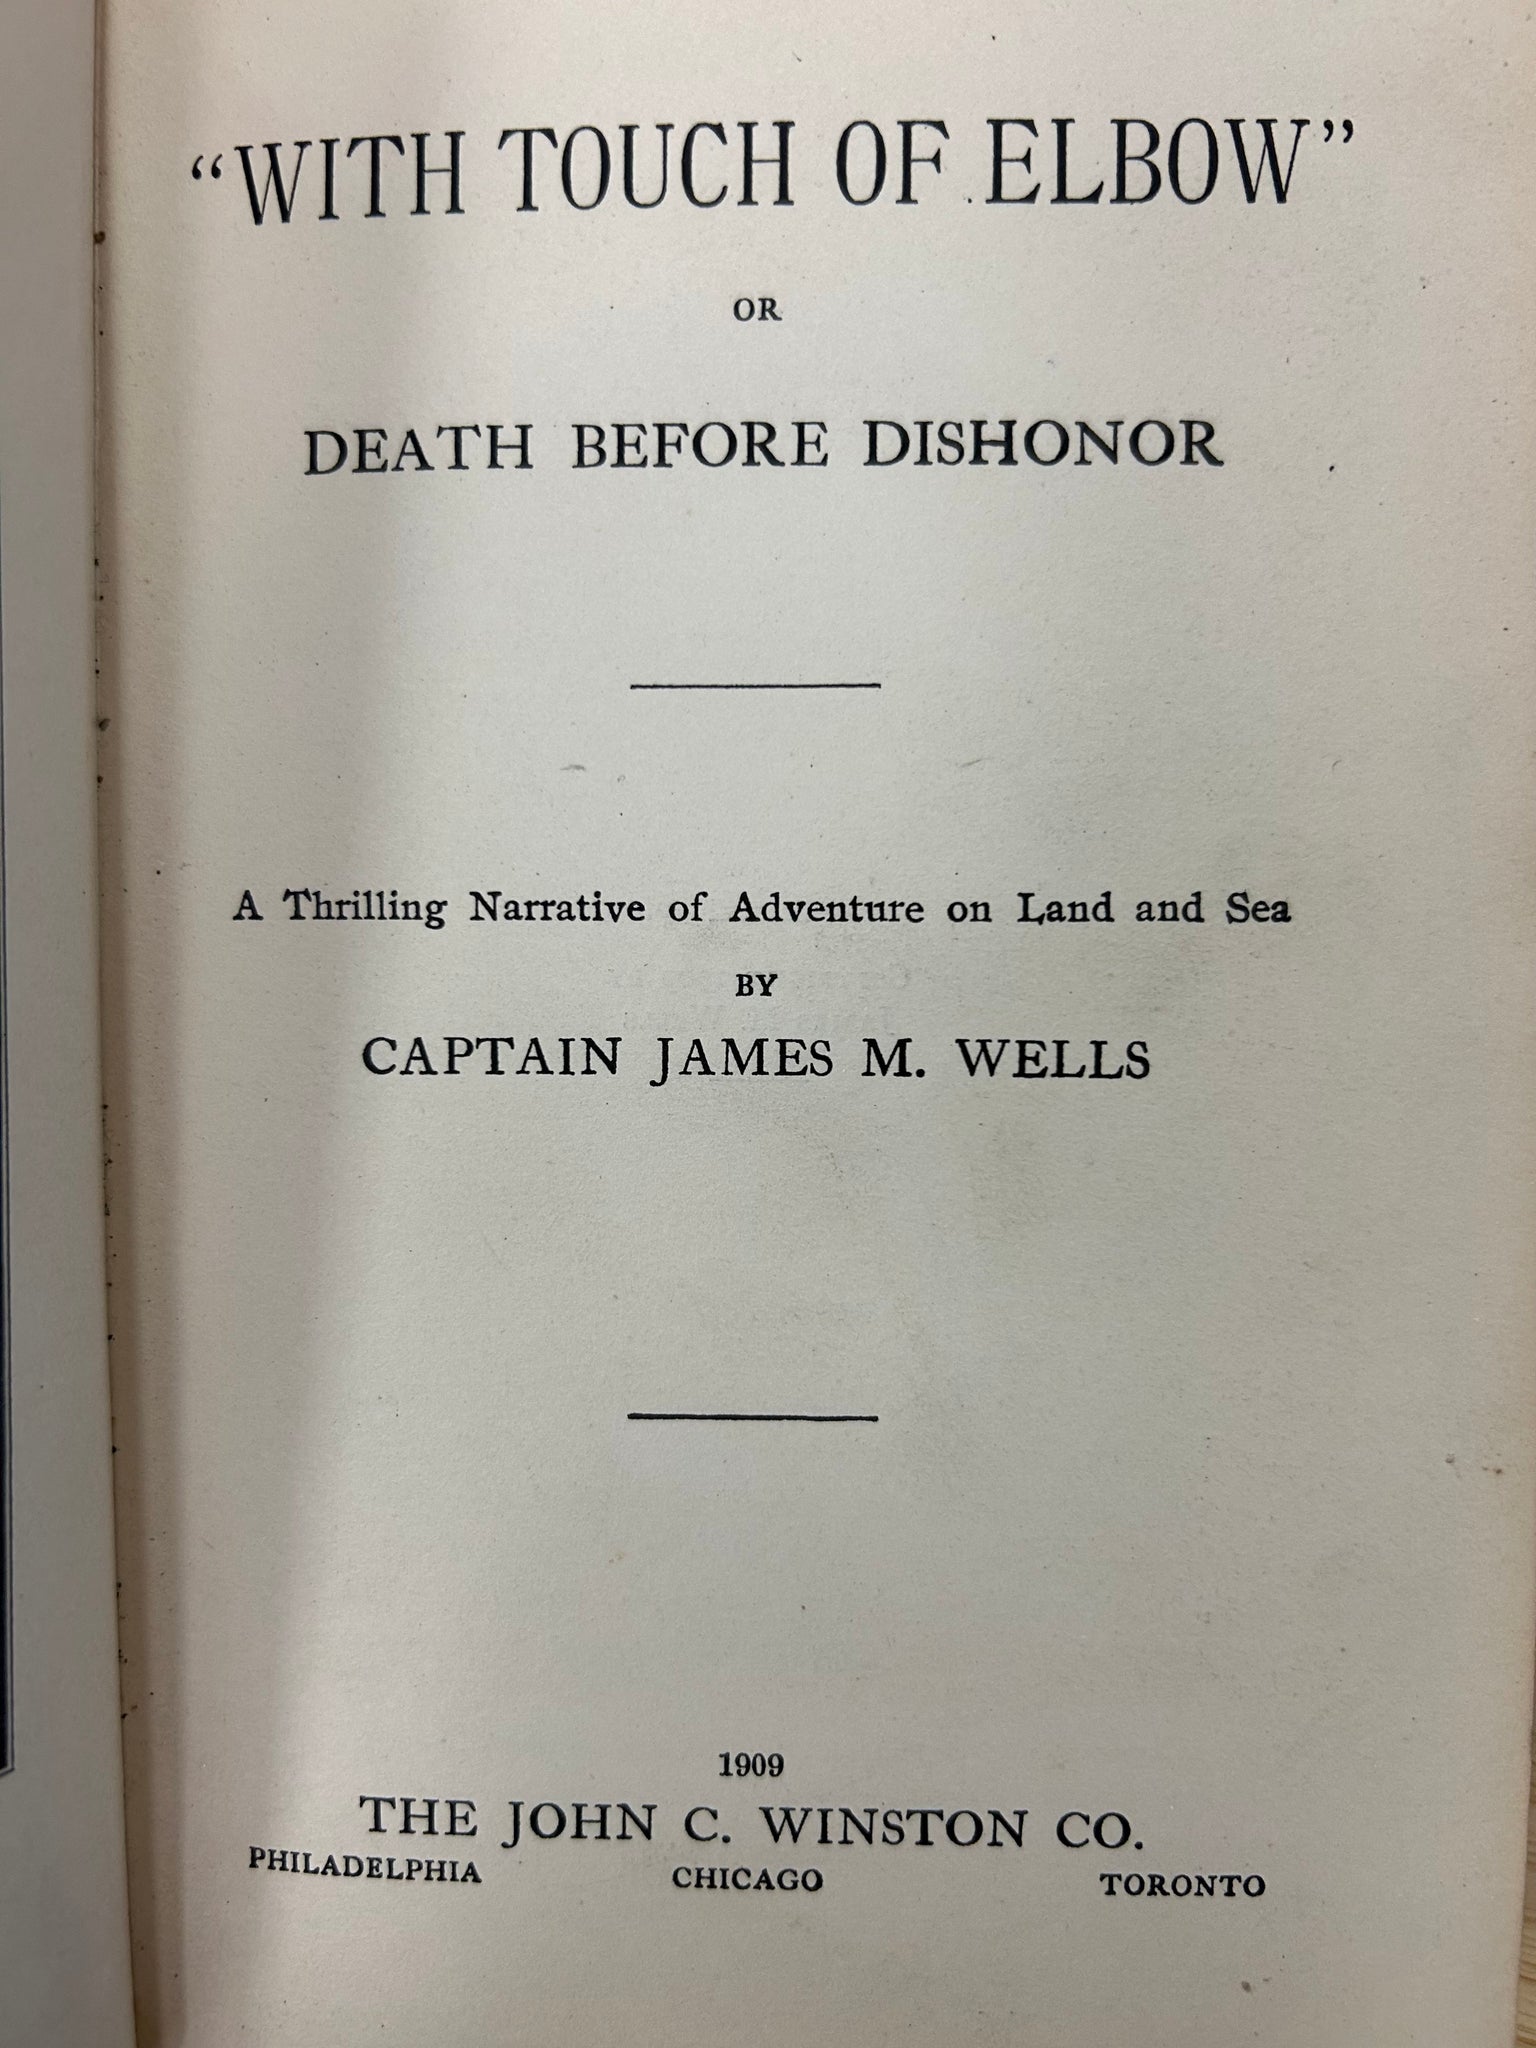 “WITH TOUCH OF ELBOW”
OR
DEATH BEFORE DISHONOR
A Thrilling Narrative of Adventure on Land and Sea
BY
CAPTAIN JAMES M. WELLS
1909
THE JOHN C. WINSTON CO.
PHILADELPHIA CHICAGO TORONTO